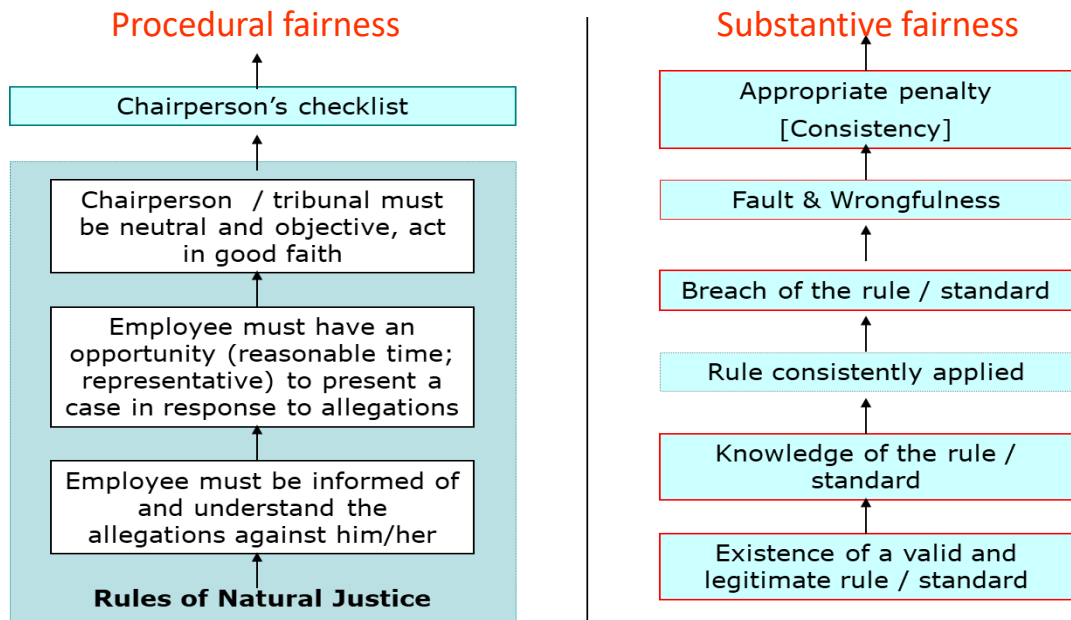 Procedural fairness
Chairperson’s checklist
Chairperson / tribunal must
be neutral and objective, act
in good faith
Employee must have an
opportunity (reasonable time;
representative) to present a
case in response to allegations
Employee must be informed of
and understand the
allegations against him/her
Rules of Natural Justice
Substantive fairness
Appropriate penalty
[Consistency]
Fault & Wrongfulness
Breach of the rule / standard
Rule consistently applied
Knowledge of the rule /
standard
Existence of a valid and
legitimate rule / standard